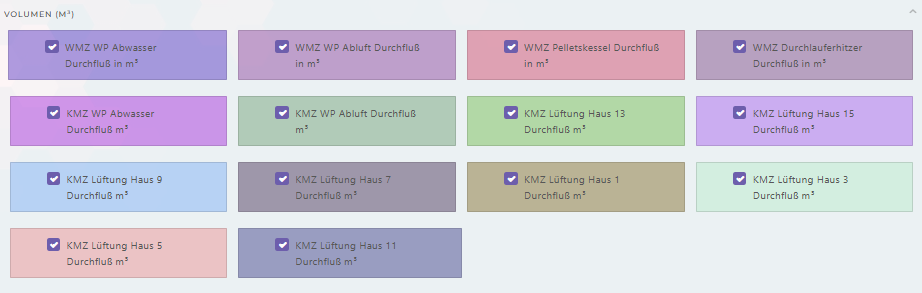 VOLUMEN (M³)
WMZ WP Abwasser
Durchfluß in m³
WMZ WP Abluft Durchfluß
in m³
WMZ Pelletskessel Durchfluß
in m³
WMZ Durchlauferhitzer
Durchfluß in m³
KMZ WP Abwasser
Durchfluß m³
KMZ WP Abluft Durchfluß
m³
KMZ Lüftung Haus 13
Durchfluß m³
KMZ Lüftung Haus 15
Durchfluß m³
KMZ Lüftung Haus 9
Durchfluß m³
KMZ Lüftung Haus 7
Durchfluß m³
KMZ Lüftung Haus 1
Durchfluß m³
KMZ Lüftung Haus 3
Durchfluß m³
KMZ Lüftung Haus 5
Durchfluß m³
KMZ Lüftung Haus 11
Durchfluß m³